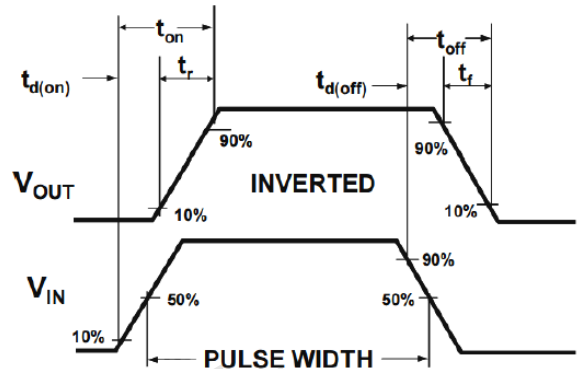 ton
toff
td(on)
tr
td(off)
tf
90%
90%
VOUT
INVERTED
10%
10%
90%
VIN
50%
50%
10%
PULSE WIDTH